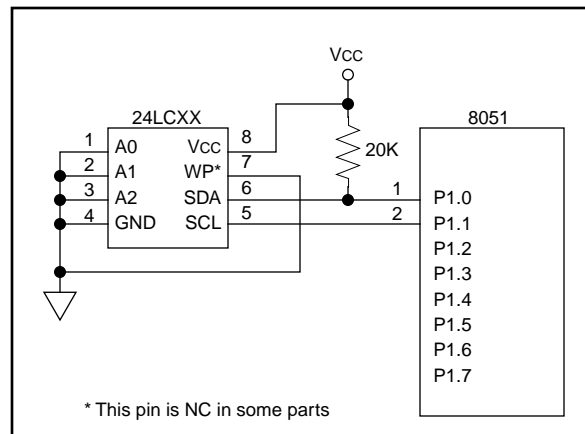 Vcc
24LCXX
8051
1 A0 Vcc 8
2 A1 WP* 7
20K
3 A2 SDA 6
1 P1.0
4 GND SCL 5
2 P1.1
P1.2
P1.3
P1.4
P1.5
P1.6
P1.7
* This pin is NC in some parts